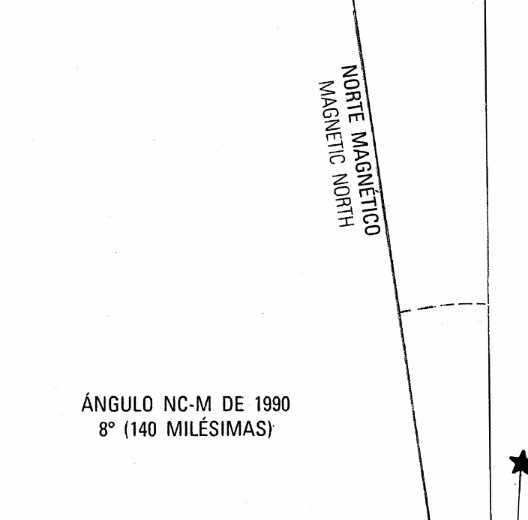 NORTE MAGNÉTICO
MAGNETIC NORTH
ÁNGULO NC-M DE 1990
8° (140 MILÉSIMAS)